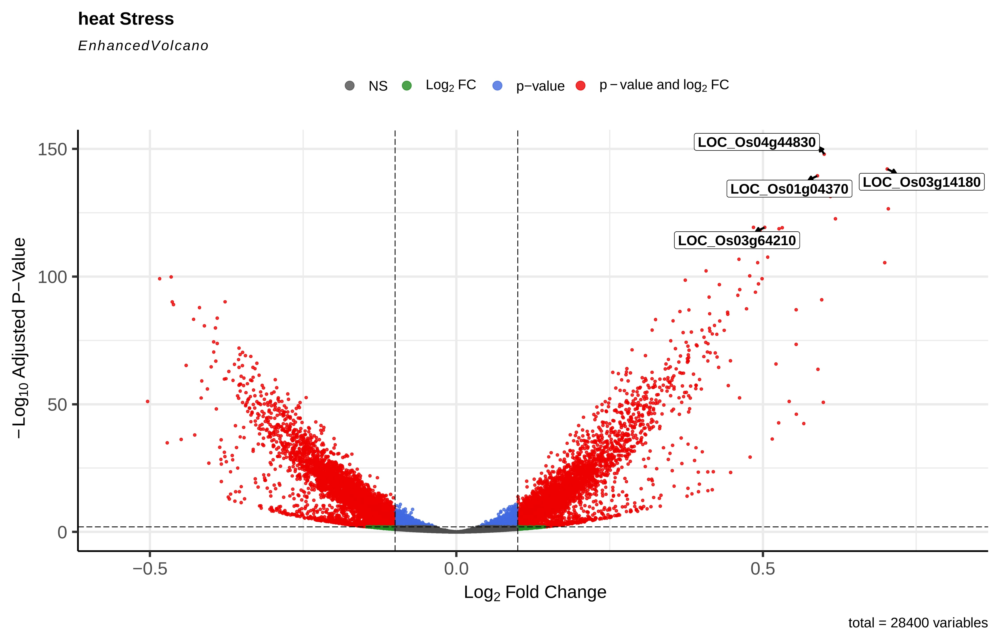 heat Stress
EnhancedVolcano
NS Log₂ FC p−value p − value and log₂ FC
150
100
50
0
−Log₁₀ Adjusted P−Value
LOC_Os04g44830
LOC_Os03g14180
LOC_Os01g04370
LOC_Os03g64210
−0.5 0.0 0.5
Log₂ Fold Change
total = 28400 variables